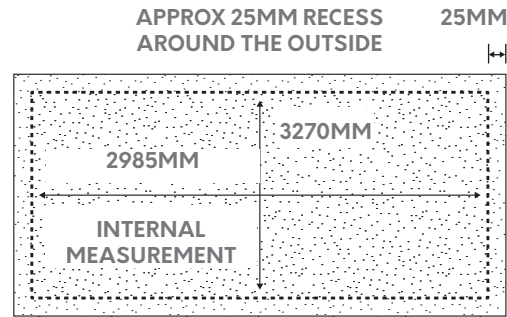 APPROX 25MM RECESS
AROUND THE OUTSIDE
25MM
3270MM
2985MM
INTERNAL
MEASUREMENT